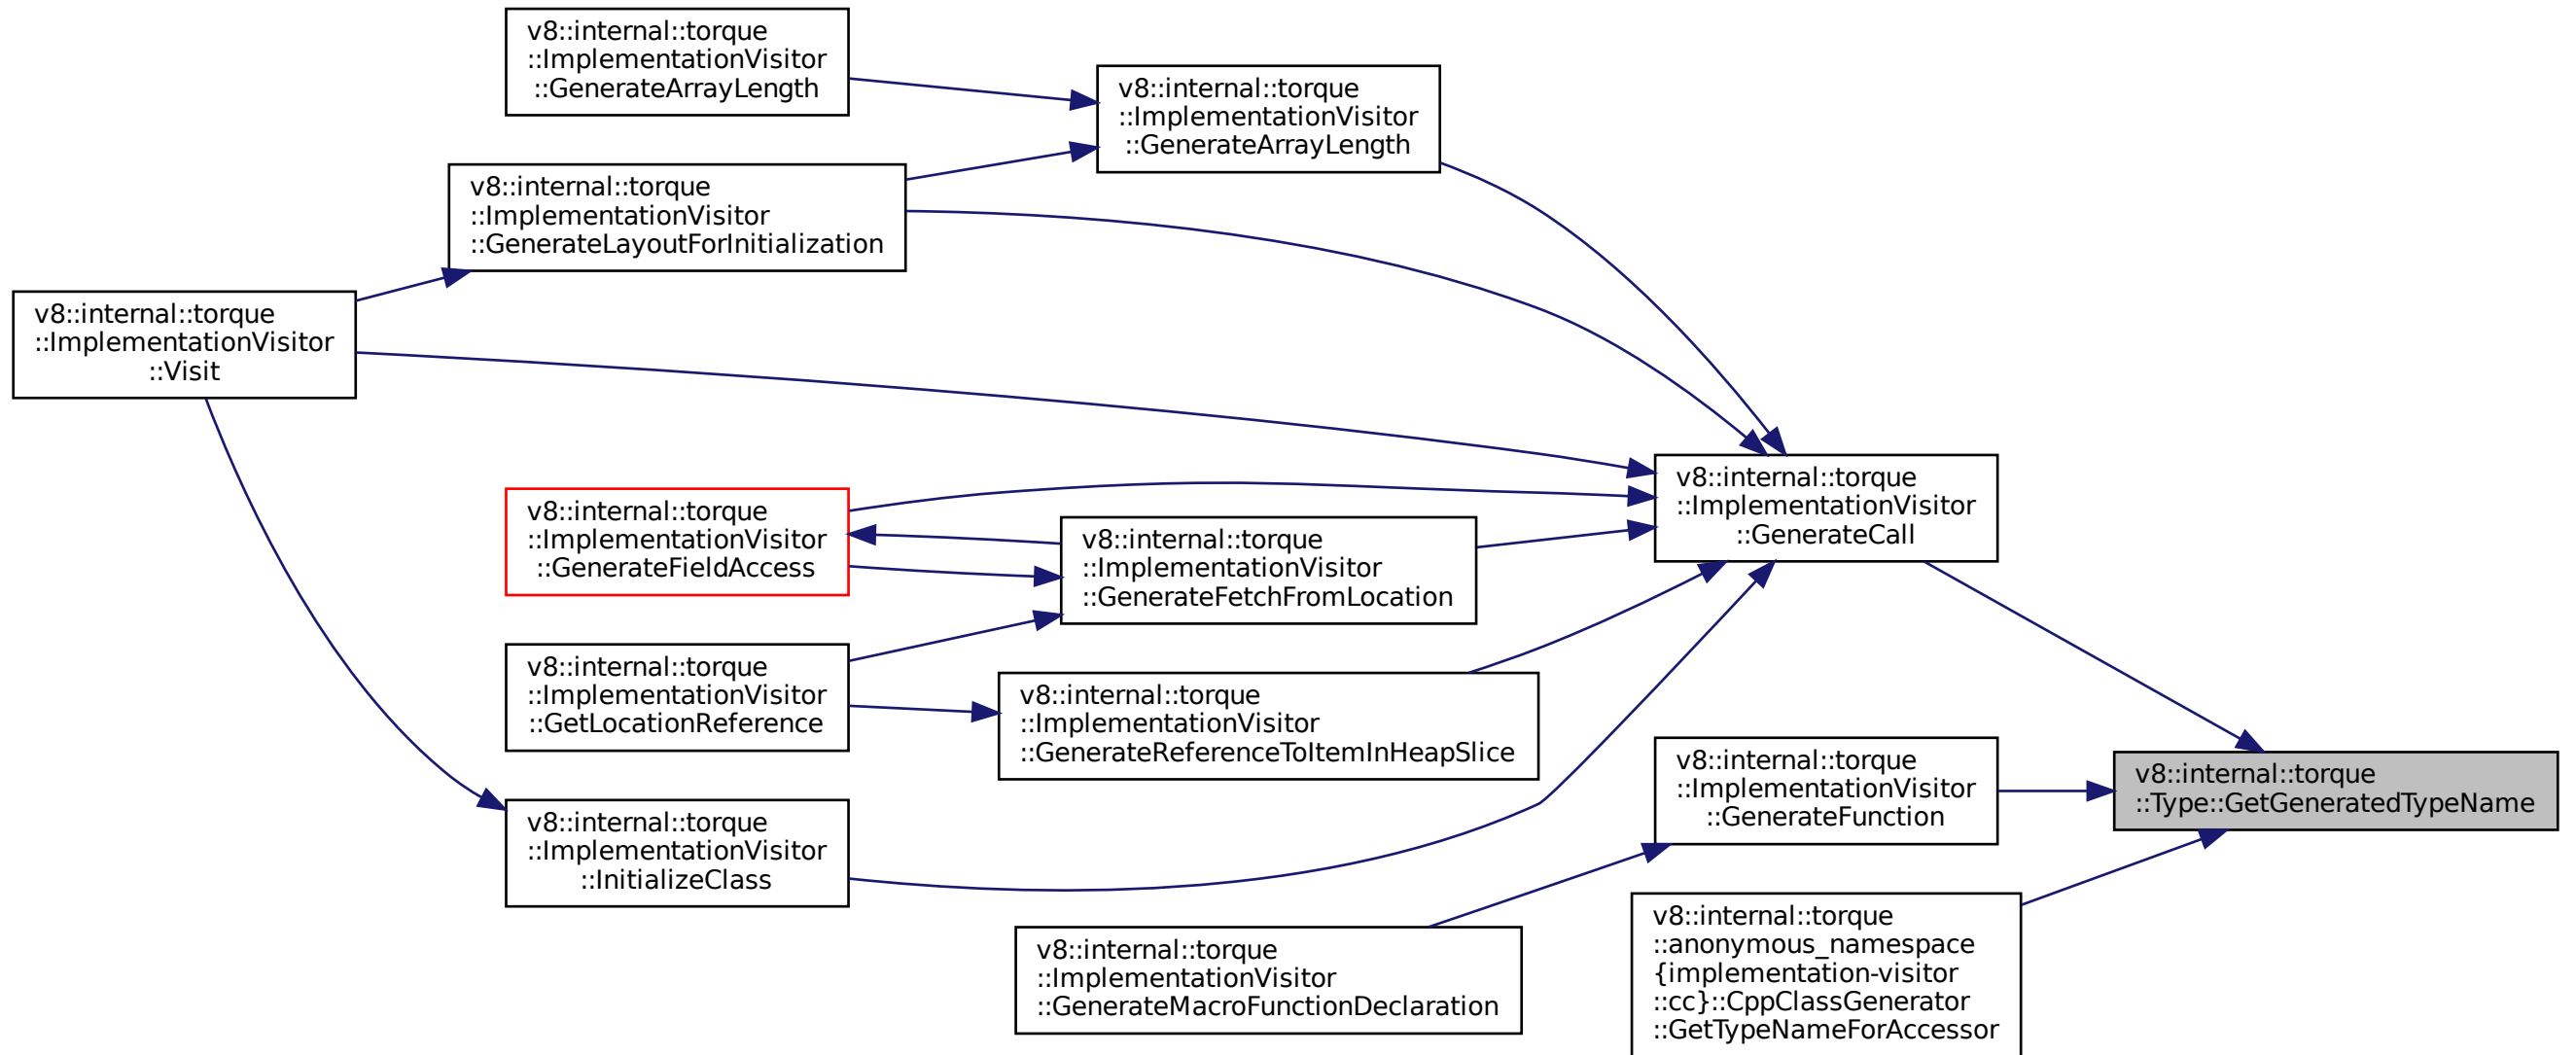 v8::internal::torque
::ImplementationVisitor
::GenerateArrayLength
v8::internal::torque
::ImplementationVisitor
::GenerateArrayLength
v8::internal::torque
::ImplementationVisitor
::GenerateLayoutForInitialization
v8::internal::torque
::ImplementationVisitor
::Visit
v8::internal::torque
::ImplementationVisitor
::GenerateCall
v8::internal::torque
::ImplementationVisitor
::GenerateFieldAccess
v8::internal::torque
::ImplementationVisitor
::GenerateFetchFromLocation
v8::internal::torque
::ImplementationVisitor
::GetLocationReference
v8::internal::torque
::ImplementationVisitor
::GenerateReferenceToItemInHeapSlice
v8::internal::torque
::ImplementationVisitor
::GenerateFunction
v8::internal::torque
::Type::GetGeneratedTypeName
v8::internal::torque
::ImplementationVisitor
::InitializeClass
v8::internal::torque
::ImplementationVisitor
::GenerateMacroFunctionDeclaration
v8::internal::torque
::anonymous_namespace
{implementation-visitor
::cc}::CppClassGenerator
::GetTypeNameForAccessor